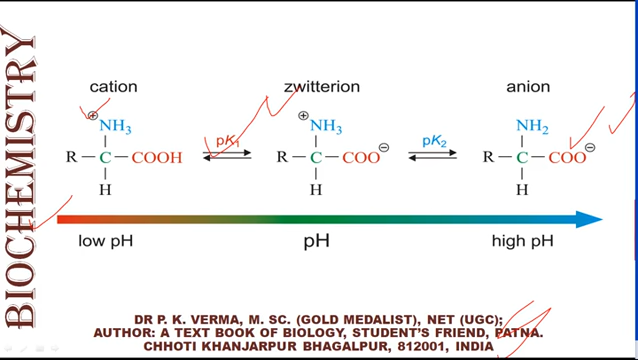 BIOCHEMISTRY
cation zwitterion anion
⊕ ⊕
NH3 NH3 NH2
pK1 pK2
R — C — COOH R — C — COO⊖ R — C — COO⊖
H H H
low pH pH high pH
DR P. K. VERMA, M. SC. (GOLD MEDALIST), NET (UGC);
AUTHOR: A TEXT BOOK OF BIOLOGY, STUDENT'S FRIEND, PATNA.
CHHOTI KHANJARPUR BHAGALPUR, 812001, INDIA